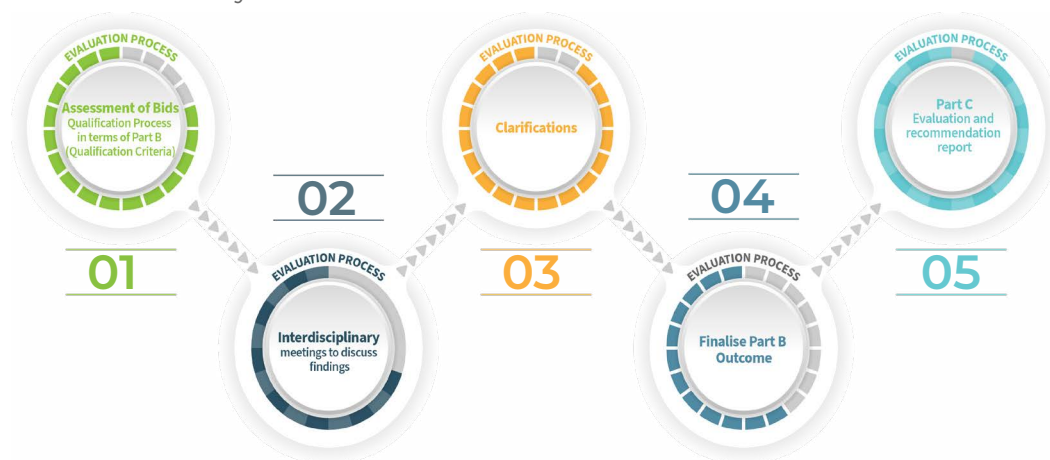 EVALUATION PROCESS
Assessment of Bids
Qualification Process
in terms of Part B
(Qualification Criteria)
01
02
EVALUATION PROCESS
Interdisciplinary
meetings to discuss
findings
EVALUATION PROCESS
Clarifications
03
04
EVALUATION PROCESS
Finalise Part B
Outcome
EVALUATION PROCESS
Part C
Evaluation and
recommendation
report
05